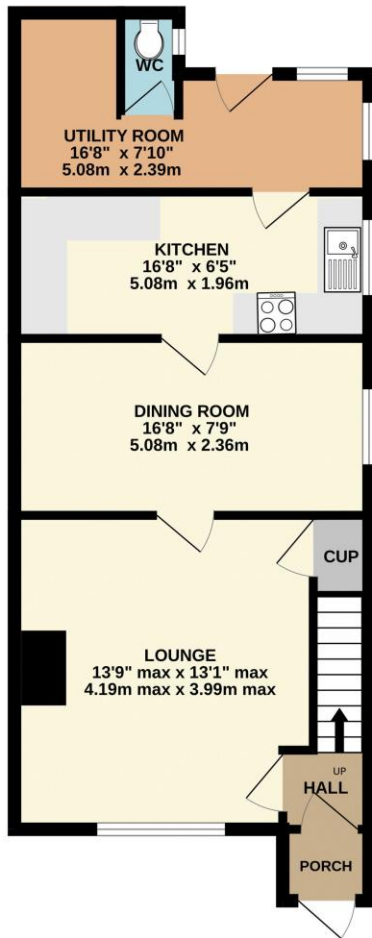 WC
UTILITY ROOM
16'8" x 7'10"
5.08m x 2.39m
KITCHEN
16'8" x 6'5"
5.08m x 1.96m
DINING ROOM
16'8" x 7'9"
5.08m x 2.36m
CUP
LOUNGE
13'9" max x 13'1" max
4.19m max x 3.99m max
UP
HALL
PORCH